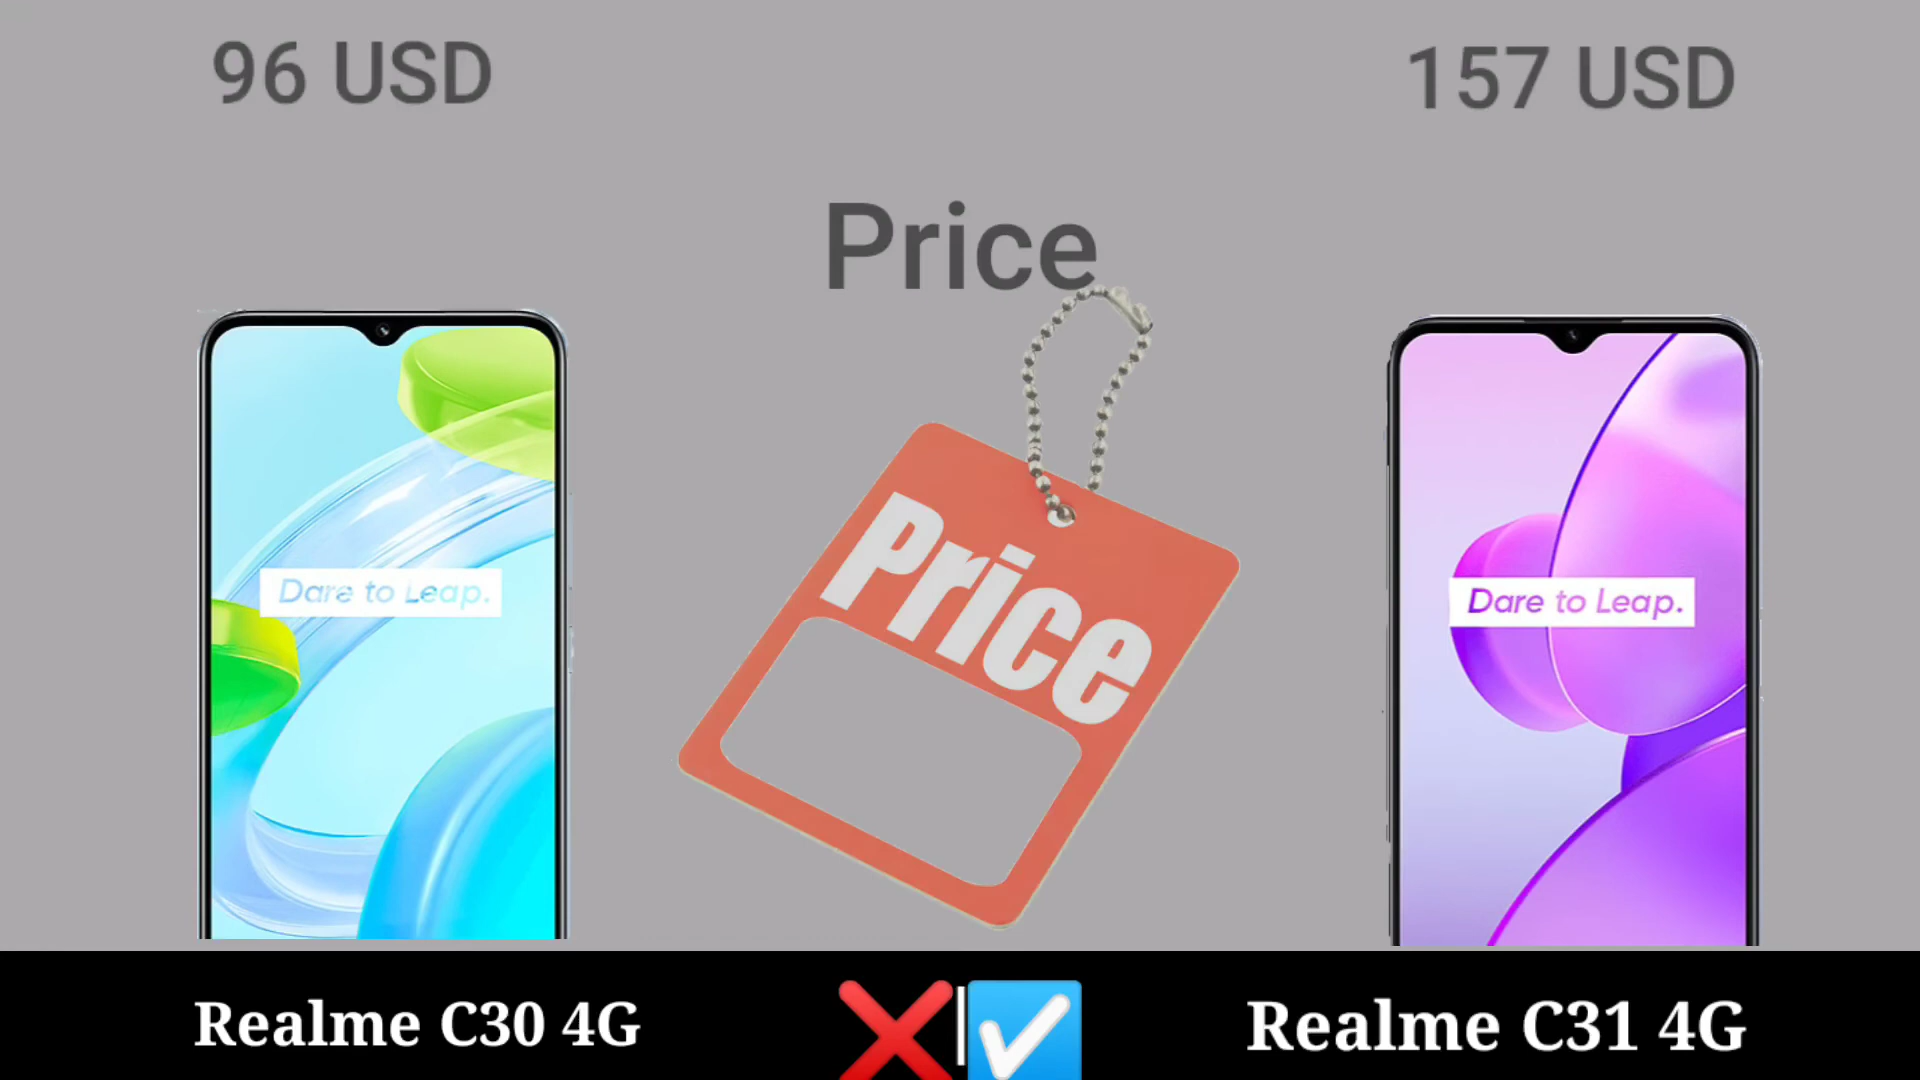 96 USD
157 USD
Price
Dare to Leap.
Price
Dare to Leap.
Realme C30 4G
Realme C31 4G